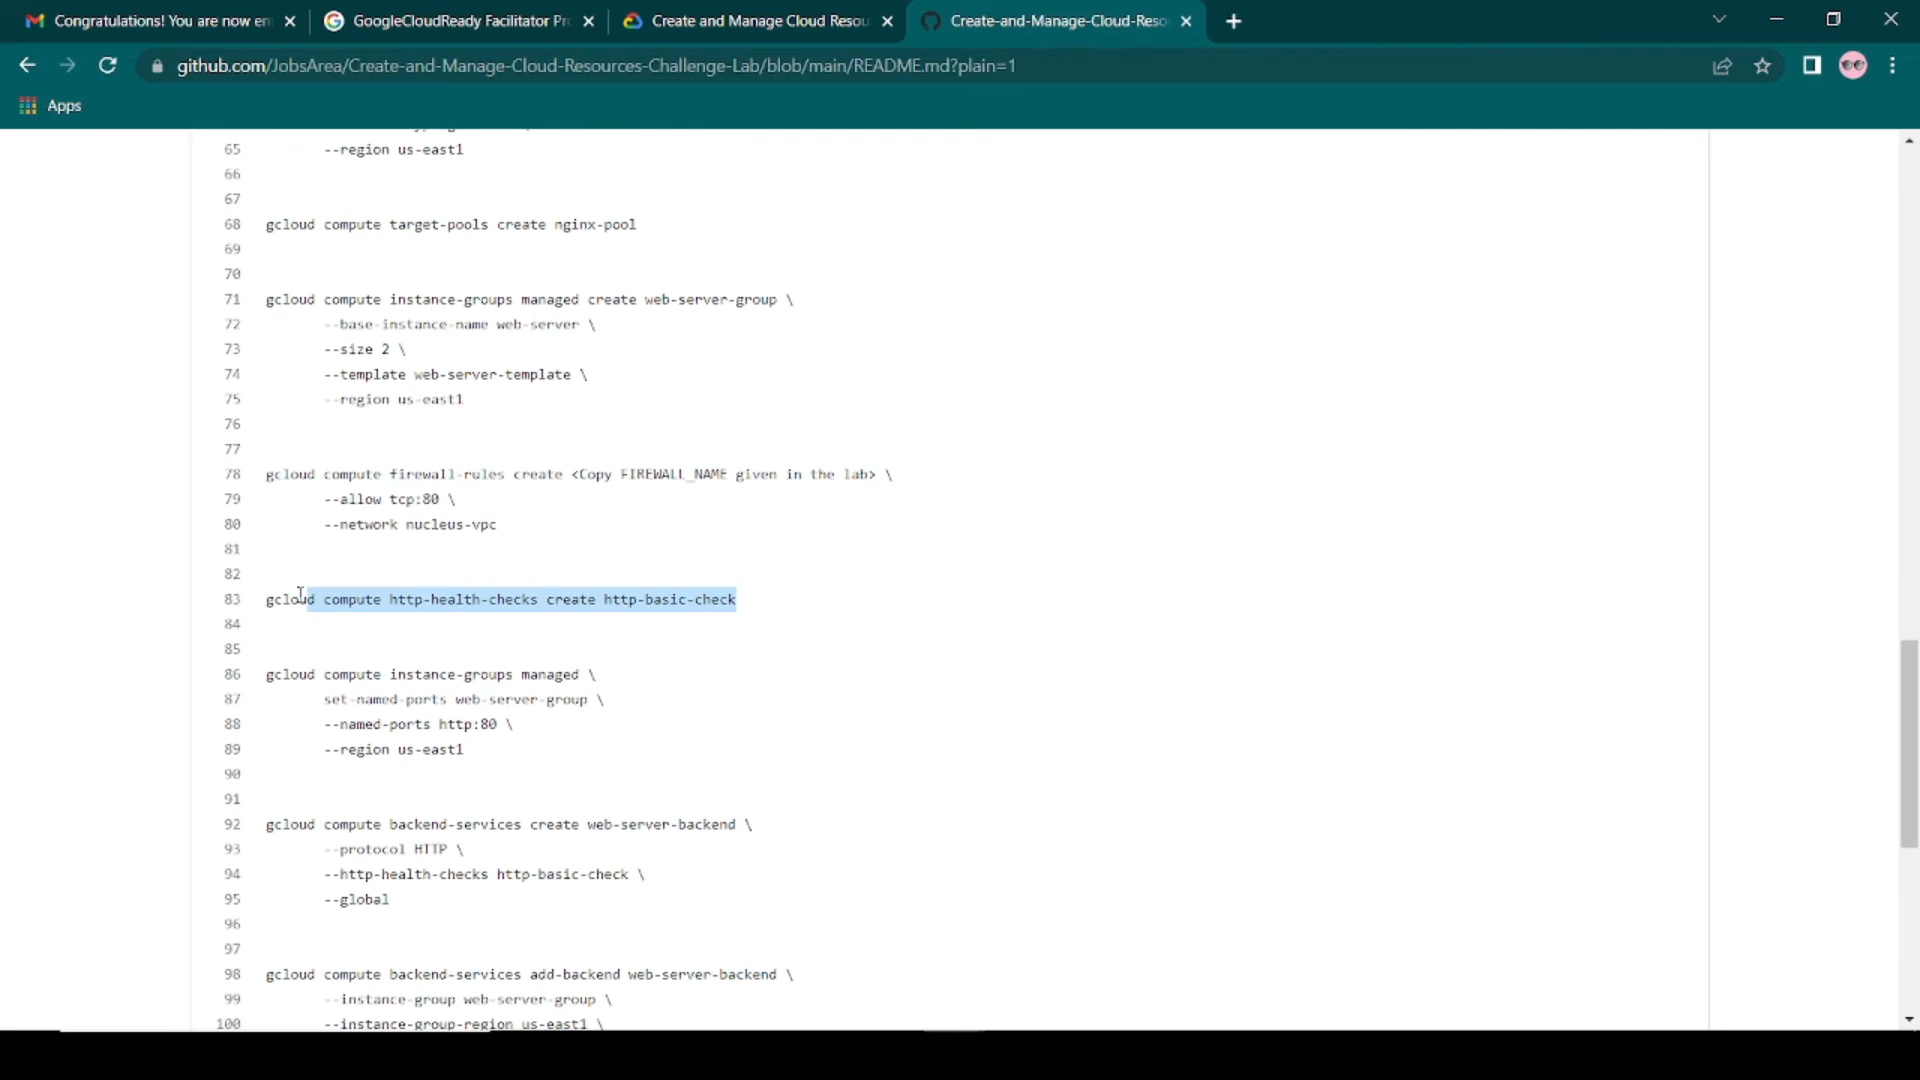 Congratulations! You are now en
GoogleCloudReady Facilitator Pr
Create and Manage Cloud Resou
Create-and-Manage-Cloud-Reso
github.com/JobsArea/Create-and-Manage-Cloud-Resources-Challenge-Lab/blob/main/README.md?plain=1
Apps
65 --region us-east1
66
67
68 gcloud compute target-pools create nginx-pool
69
70
71 gcloud compute instance-groups managed create web-server-group \
72 --base-instance-name web-server \
73 --size 2 \
74 --template web-server-template \
75 --region us-east1
76
77
78 gcloud compute firewall-rules create <Copy FIREWALL_NAME given in the lab> \
79 --allow tcp:80 \
80 --network nucleus-vpc
81
82
83 gcloud compute http-health-checks create http-basic-check
84
85
86 gcloud compute instance-groups managed \
87 set-named-ports web-server-group \
88 --named-ports http:80 \
89 --region us-east1
90
91
92 gcloud compute backend-services create web-server-backend \
93 --protocol HTTP \
94 --http-health-checks http-basic-check \
95 --global
96
97
98 gcloud compute backend-services add-backend web-server-backend \
99 --instance-group web-server-group \
100 --instance-group-region us-east1 \